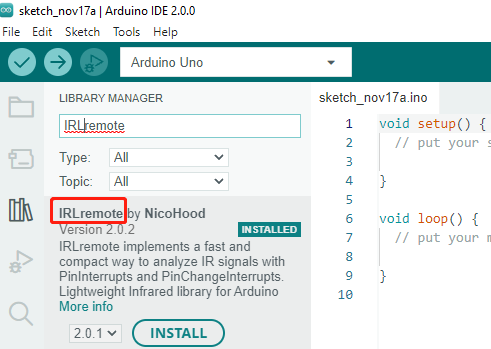 sketch_nov17a | Arduino IDE 2.0.0
File Edit Sketch Tools Help
Arduino Uno
LIBRARY MANAGER
IRLremote
Type: All
Topic: All
IRLremote by NicoHood
Version 2.0.2 INSTALLED
IRLremote implements a fast and
compact way to analyze IR signals with
PinInterrupts and PinChangeInterrupts.
Lightweight Infrared library for Arduino
More info
2.0.1 INSTALL
sketch_nov17a.ino
1 void setup() {
2 // put your s
3
4 }
5
6 void loop() {
7 // put your m
8
9 }
10